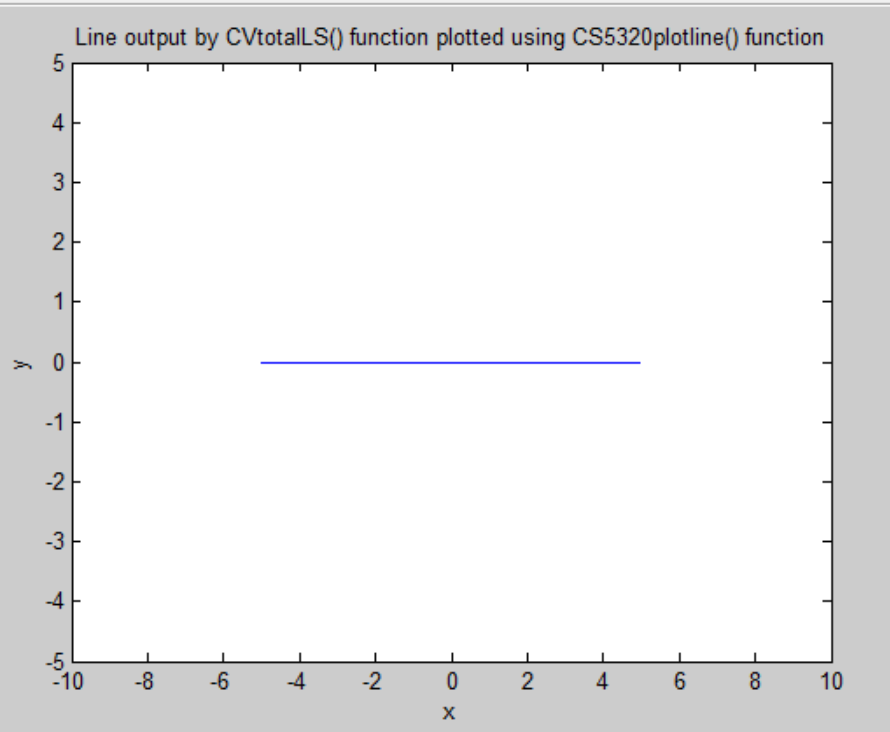 Line output by CVtotalLS() function plotted using CS5320plotline() function
5
4
3
2
1
0
-1
-2
-3
-4
-5
y
-10 -8 -6 -4 -2 0 2 4 6 8 10
x